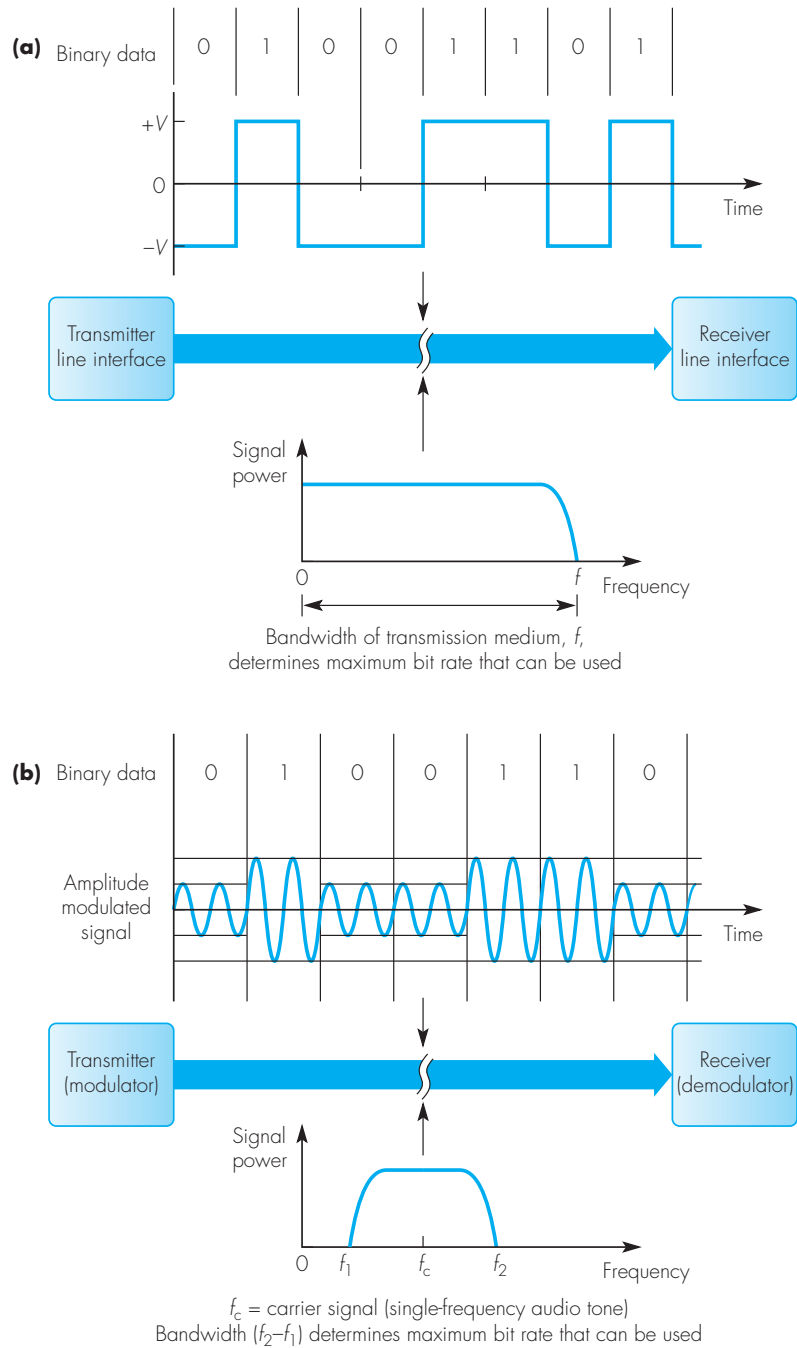 (a) Binary data 0 1 0 0 1 1 0 1
+V
0
Time
–V
Transmitter
line interface
Receiver
line interface
Signal
power
0 f Frequency
Bandwidth of transmission medium, f,
determines maximum bit rate that can be used
(b) Binary data 0 1 0 0 1 1 0
Amplitude
modulated
signal
Time
Transmitter
(modulator)
Receiver
(demodulator)
Signal
power
0 f1 fc f2 Frequency
fc = carrier signal (single-frequency audio tone)
Bandwidth (f2–f1) determines maximum bit rate that can be used